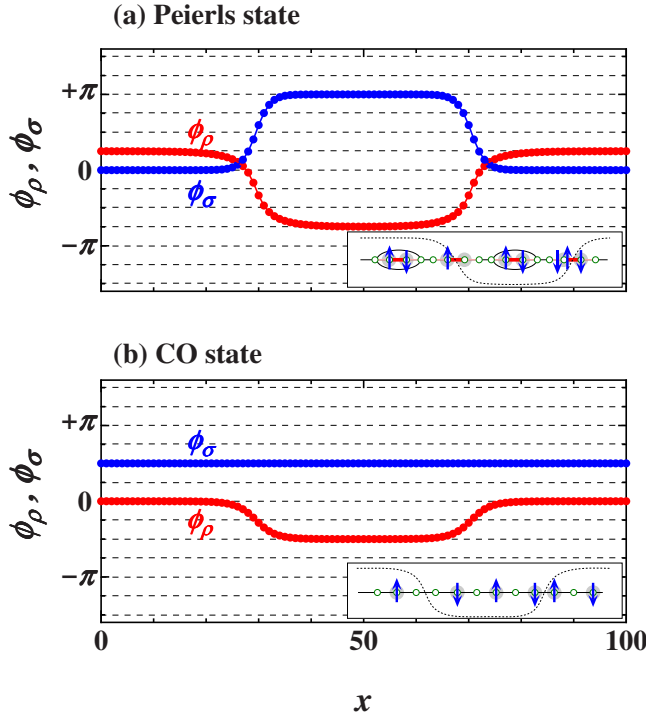 (a) Peierls state
+π
ϕρ
0
ϕσ
−π
ϕρ , ϕσ
(b) CO state
+π
ϕσ
0
ϕρ
−π
ϕρ , ϕσ
0
50
100
x